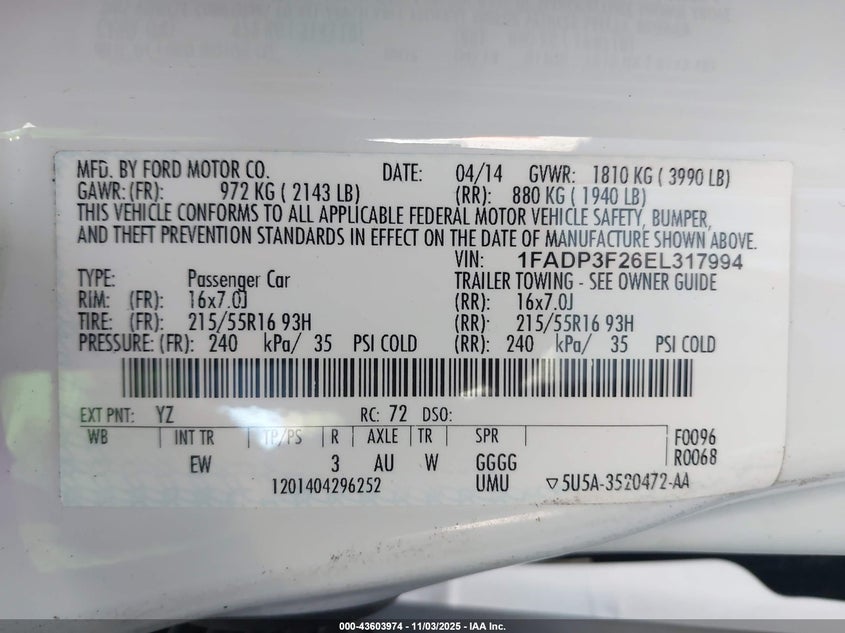 MFD. BY FORD MOTOR CO. DATE: 04/14 GVWR: 1810 KG ( 3990 LB)
GAWR: (FR): 972 KG ( 2143 LB) (RR): 880 KG ( 1940 LB)
THIS VEHICLE CONFORMS TO ALL APPLICABLE FEDERAL MOTOR VEHICLE SAFETY, BUMPER,
AND THEFT PREVENTION STANDARDS IN EFFECT ON THE DATE OF MANUFACTURE SHOWN ABOVE.
VIN: 1FADP3F26EL317994
TYPE: Passenger Car TRAILER TOWING - SEE OWNER GUIDE
RIM: (FR): 16x7.0J (RR): 16x7.0J
TIRE: (FR): 215/55R16 93H (RR): 215/55R16 93H
PRESSURE: (FR): 240 kPa/ 35 PSI COLD (RR): 240 kPa/ 35 PSI COLD
EXT PNT: YZ RC: 72 DSO:
WB INT TR TP/PS R AXLE TR SPR F0096
EW 3 AU W GGGG R0068
1201404296252 UMU ▽5U5A-3520472-AA
000-43603974 - 11/03/2025 - IAA Inc.